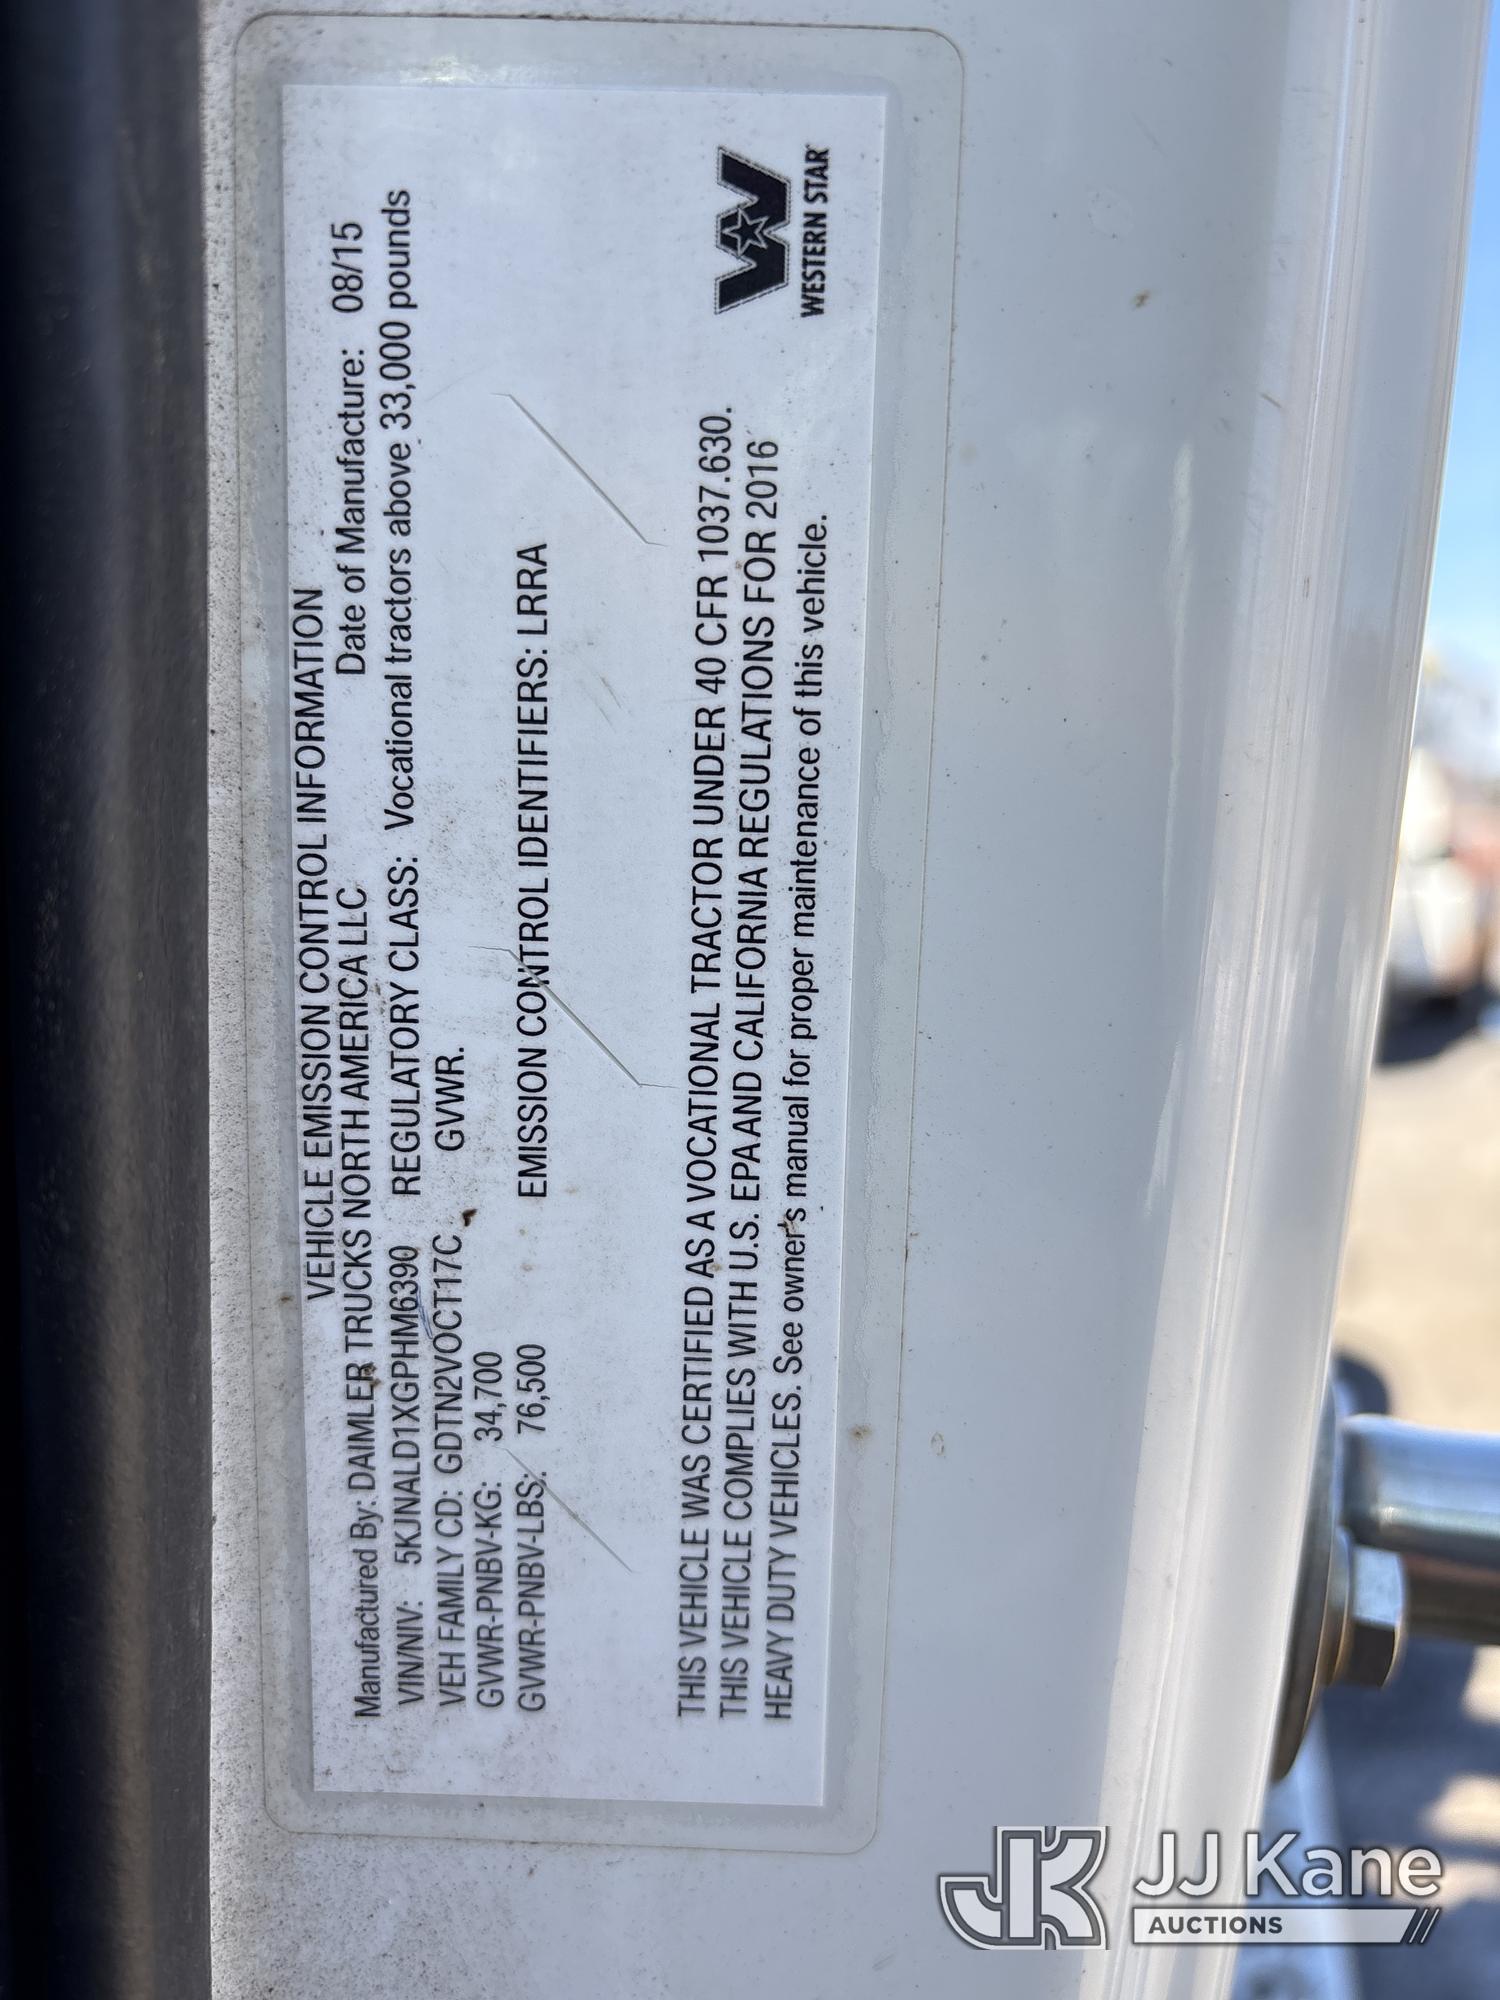 VEHICLE EMISSION CONTROL INFORMATION
Manufactured By: DAIMLER TRUCKS NORTH AMERICA LLC Date of Manufacture: 08/15
VIN/NIV: 5KJNALD1XGPHM6390 REGULATORY CLASS: Vocational tractors above 33,000 pounds
VEH FAMILY CD: GDTN2VOCT17C GVWR.
GVWR-PNBV-KG: 34,700
GVWR-PNBV-LBS: 76,500 EMISSION CONTROL IDENTIFIERS: LRRA
THIS VEHICLE WAS CERTIFIED AS A VOCATIONAL TRACTOR UNDER 40 CFR 1037.630.
THIS VEHICLE COMPLIES WITH U.S. EPA AND CALIFORNIA REGULATIONS FOR 2016
HEAVY DUTY VEHICLES. See owner's manual for proper maintenance of this vehicle.
WESTERN STAR
JJ Kane
AUCTIONS